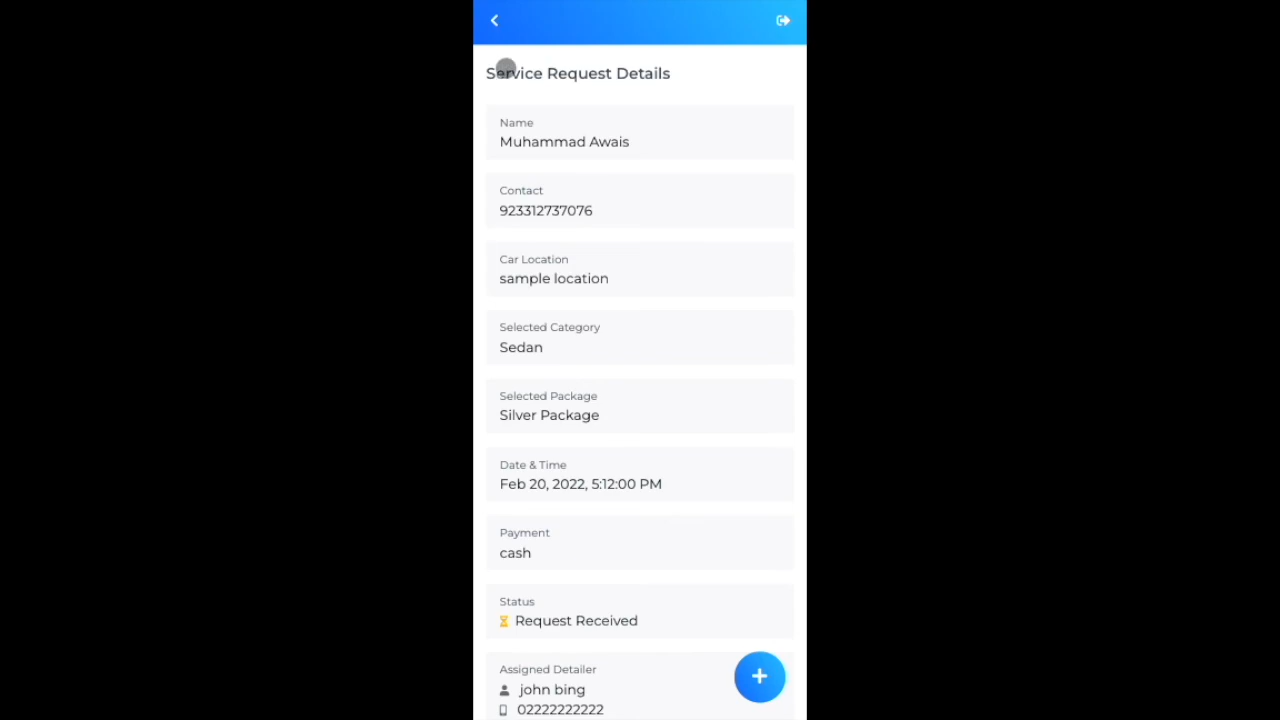 Service Request Details
Name
Muhammad Awais
Contact
923312737076
Car Location
sample location
Selected Category
Sedan
Selected Package
Silver Package
Date & Time
Feb 20, 2022, 5:12:00 PM
Payment
cash
Status
Request Received
Assigned Detailer
john bing
02222222222